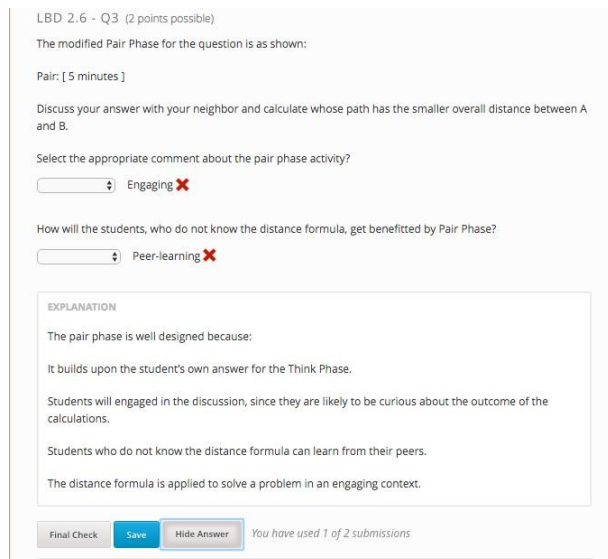 LBD 2.6 - Q3 (2 points possible)
The modified Pair Phase for the question is as shown:
Pair: [ 5 minutes ]
Discuss your answer with your neighbor and calculate whose path has the smaller overall distance between A
and B.
Select the appropriate comment about the pair phase activity?
Engaging
How will the students, who do not know the distance formula, get benefitted by Pair Phase?
Peer-learning
EXPLANATION
The pair phase is well designed because:
It builds upon the student's own answer for the Think Phase.
Students will engaged in the discussion, since they are likely to be curious about the outcome of the
calculations.
Students who do not know the distance formula can learn from their peers.
The distance formula is applied to solve a problem in an engaging context.
Final Check Save Hide Answer You have used 1 of 2 submissions